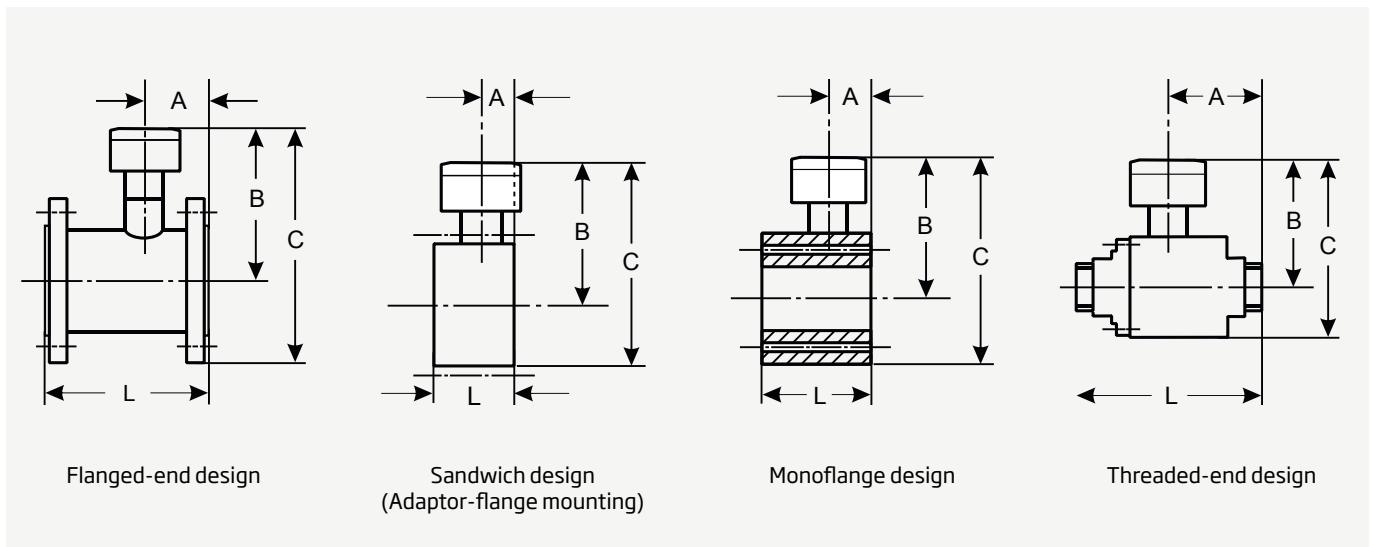 A
B
C
L
Flanged-end design
A
B
C
L
Sandwich design
(Adaptor-flange mounting)
A
B
C
L
Monoflange design
A
B
C
L
Threaded-end design